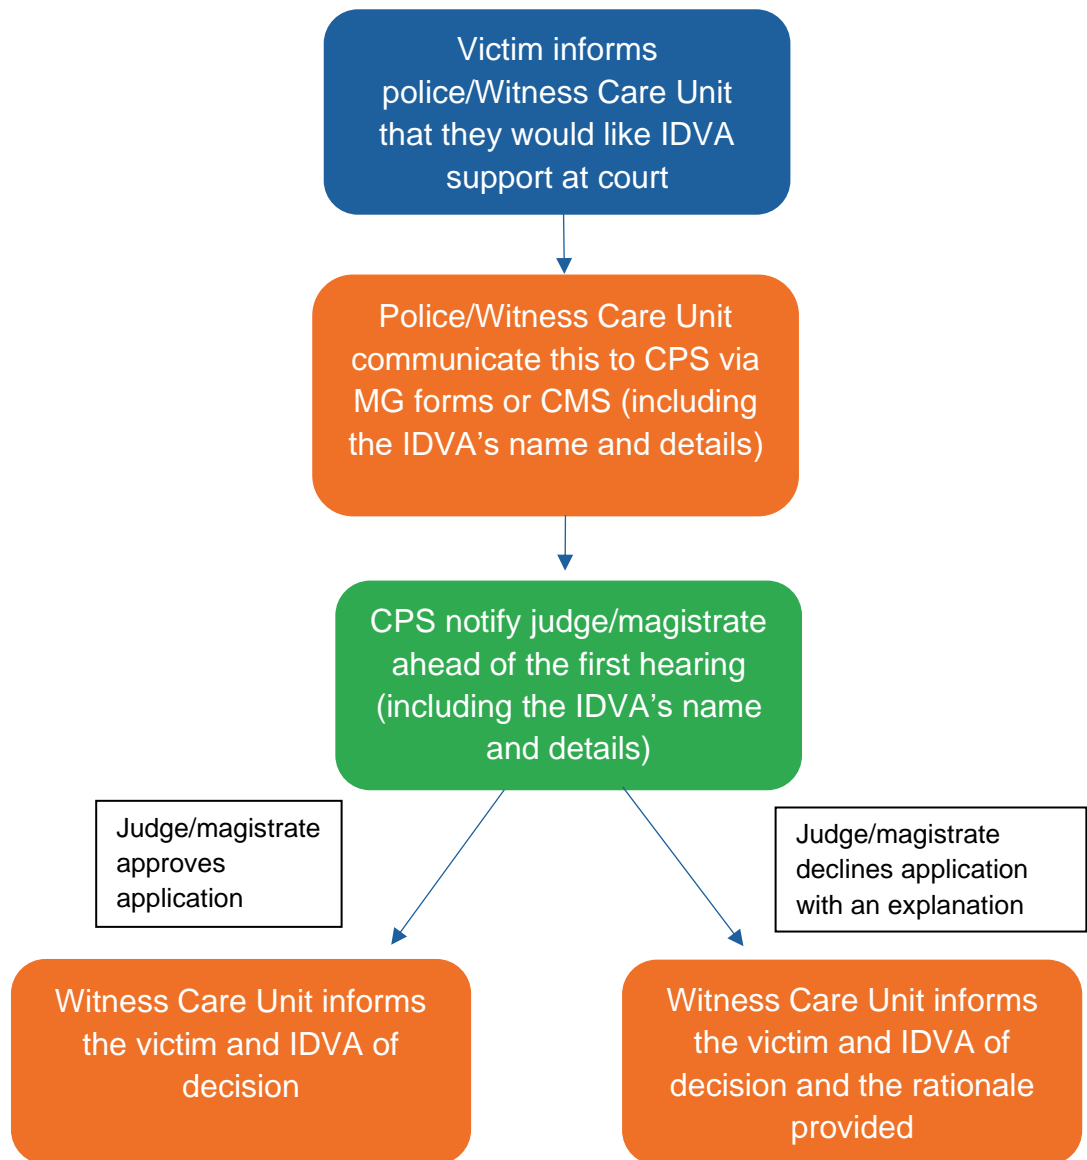 Victim informs
police/Witness Care Unit
that they would like IDVA
support at court
Police/Witness Care Unit
communicate this to CPS via
MG forms or CMS (including
the IDVA’s name and details)
CPS notify judge/magistrate
ahead of the first hearing
(including the IDVA’s name
and details)
Judge/magistrate
approves
application
Judge/magistrate
declines application
with an explanation
Witness Care Unit informs
the victim and IDVA of
decision
Witness Care Unit informs
the victim and IDVA of
decision and the rationale
provided